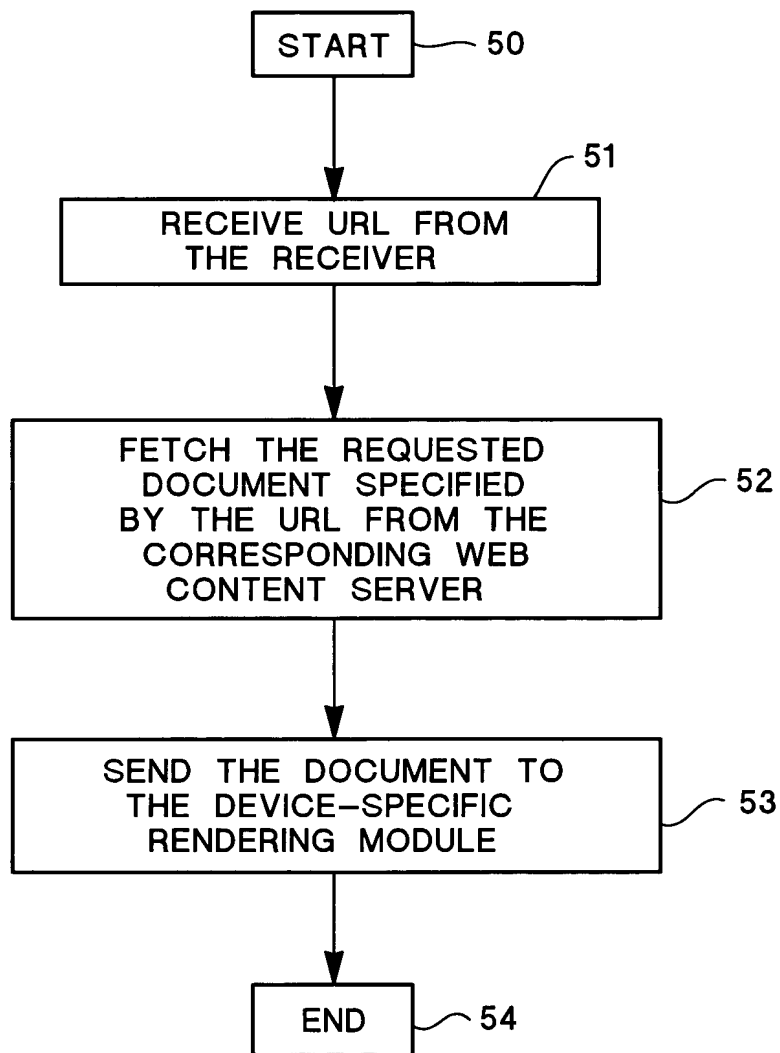 START
50
51
RECEIVE URL FROM
THE RECEIVER
FETCH THE REQUESTED
DOCUMENT SPECIFIED
BY THE URL FROM THE
CORRESPONDING WEB
CONTENT SERVER
52
SEND THE DOCUMENT TO
THE DEVICE-SPECIFIC
RENDERING MODULE
53
END
54